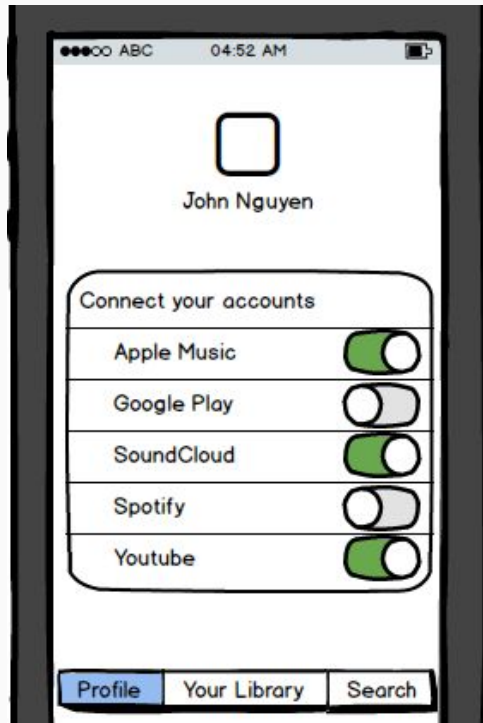 ABC 04:52 AM
John Nguyen
Connect your accounts
Apple Music
Google Play
SoundCloud
Spotify
Youtube
Profile Your Library Search